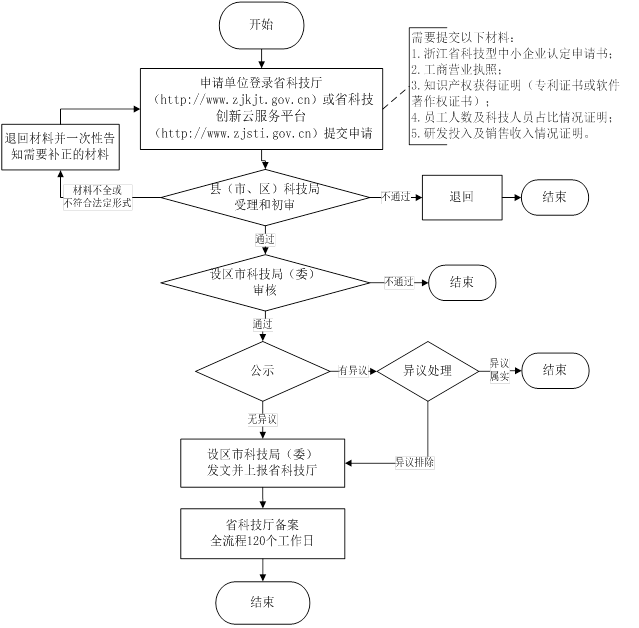 开始
需要提交以下材料：
1.浙江省科技型中小企业认定申请书；
2.工商营业执照；
3.知识产权获得证明（专利证书或软件
著作权证书）；
4.员工人数及科技人员占比情况证明；
5.研发投入及销售收入情况证明。
申请单位登录省科技厅
（http://www.zjkjt.gov.cn）或省科技
创新云服务平台
（http://www.zjsti.gov.cn）提交申请
退回材料并一次性告
知需要补正的材料
材料不全或
不符合法定形式
县（市、区）科技局
受理和初审
不通过
退回
结束
通过
设区市科技局（委）
审核
不通过
结束
通过
公示
有异议
异议处理
异议
属实
结束
无异议
异议排除
设区市科技局（委）
发文并上报省科技厅
省科技厅备案
全流程120个工作日
结束